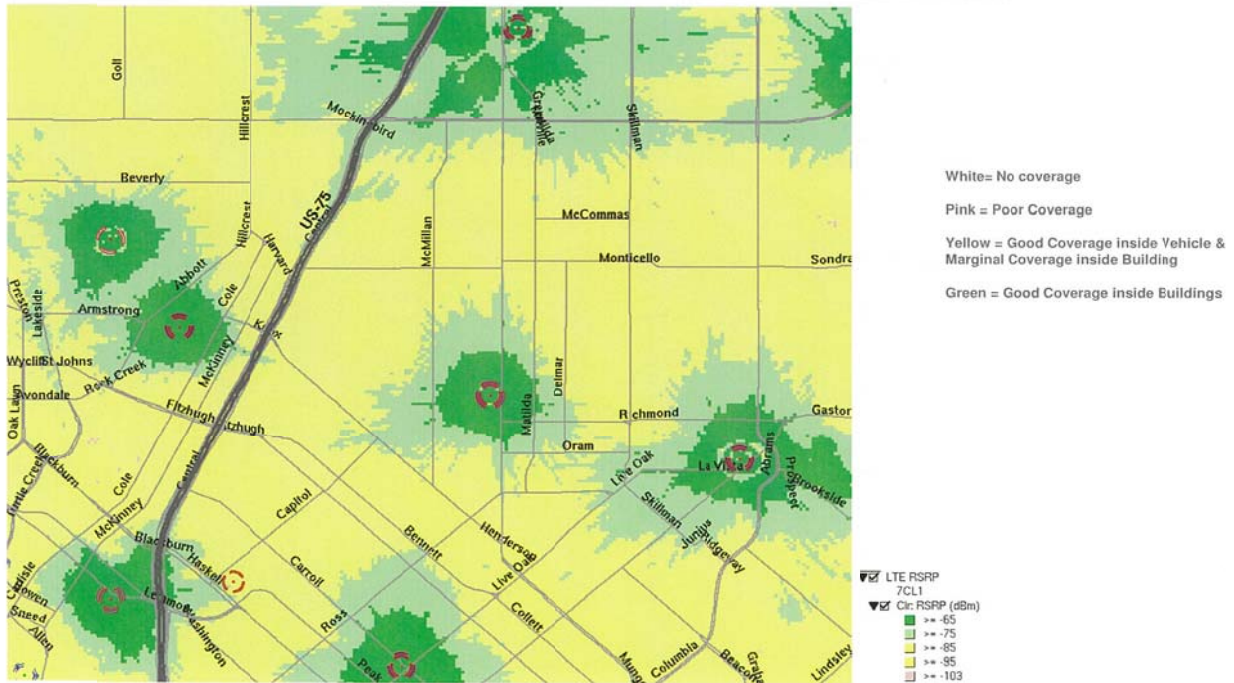 Goll
Hillcrest
Mockingbird
Skillman
Beverly
US-75
Central
McCommas
McMillan
Monticello
Sondra
Hillcrest
Harvard
Abbott
Cole
Preston
Lakeside
Armstrong
Knox
McKinney
St Johns
Rock Creek
Avondale
Oak Lawn
Fitzhugh
Fitzhugh
Matilda
Delmar
Richmond
Gaston
Oram
Live Oak
La Vista
Abrams
Prospect
Brookside
Skillman
Junius
Ridgeway
Blackburn
Turtle Creek
Cole
Central
McKinney
Capitol
Bennett
Henderson
Live Oak
Blackburn
Haskell
Carroll
Carlisle
Bowen
Sneed
Allen
Lemmon
Washington
Ross
Collett
Peak
Columbia
Lindsley
White= No coverage
Pink = Poor Coverage
Yellow = Good Coverage inside Vehicle &
Marginal Coverage inside Building
Green = Good Coverage inside Buildings
LTE RSRP
7CL1
Clr: RSRP (dBm)
>= -65
>= -75
>= -85
>= -95
>= -103